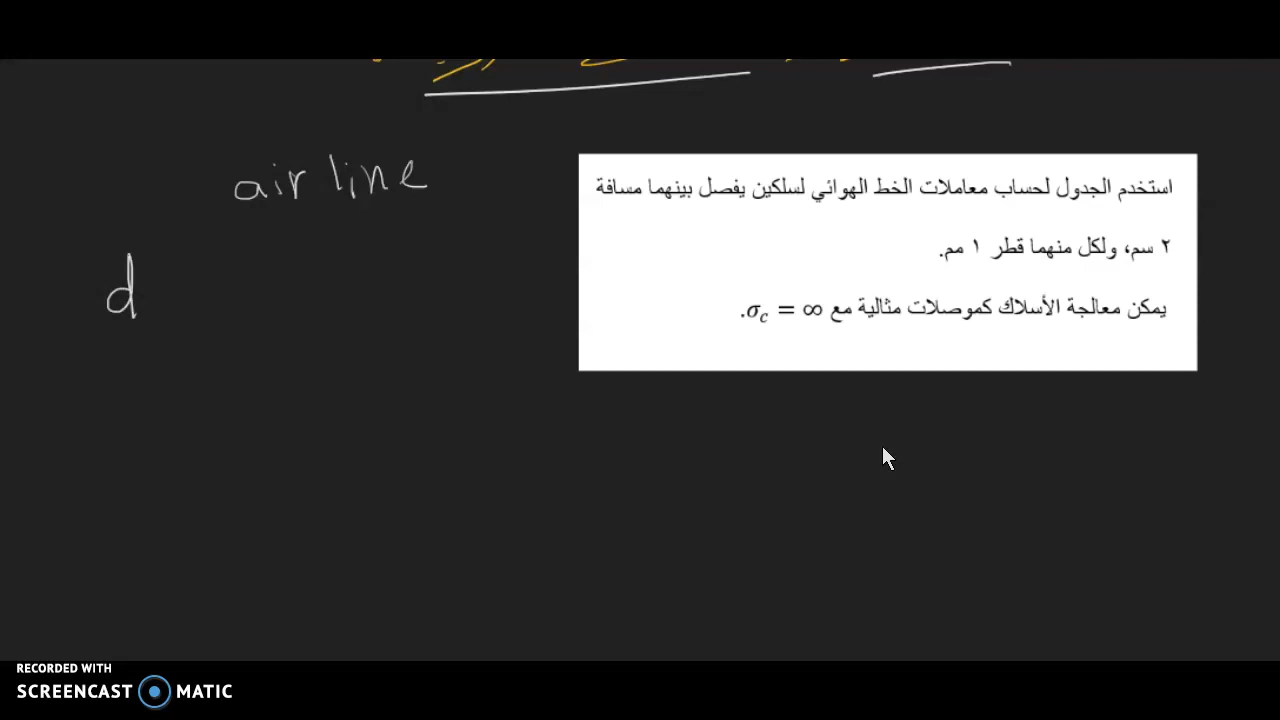 air line
استخدم الجدول لحساب معاملات الخط الهوائي لسلكين يفصل بينهما مسافة
٢ سم، ولكل منهما قطر ١ مم.
يمكن معالجة الأسلاك كموصلات مثالية مع σc = ∞.
d
RECORDED WITH
SCREENCAST MATIC